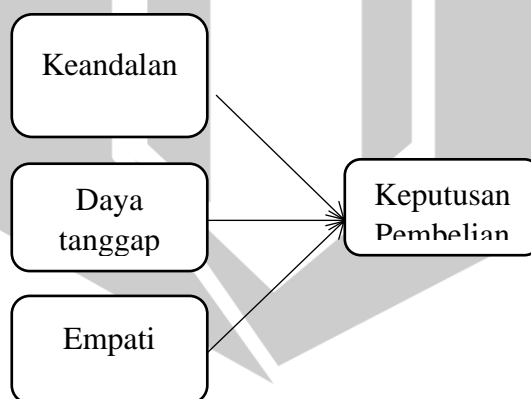 Keandalan
Daya
tanggap
Keputusan
Pembelian
Empati